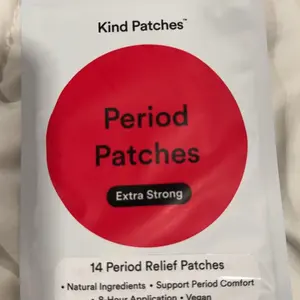 Kind Patches™
Period
Patches
Extra Strong
14 Period Relief Patches
• Natural Ingredients • Support Period Comfort
• 8-Hour Application • Vegan